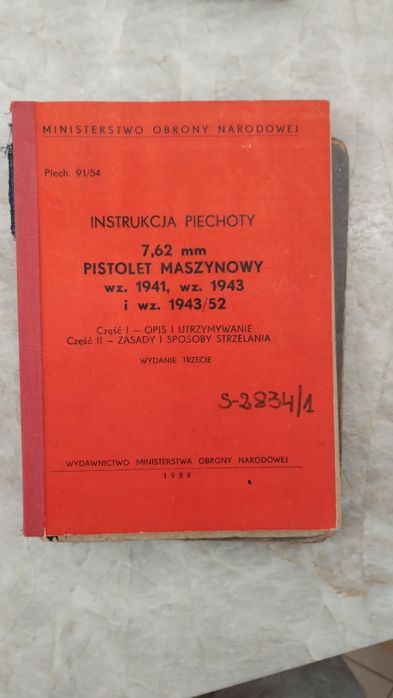 MINISTERSTWO OBRONY NARODOWEJ
Piech. 91/54
INSTRUKCJA PIECHOTY
7,62 mm
PISTOLET MASZYNOWY
wz. 1941, wz. 1943
i wz. 1943/52
Część I – OPIS I UTRZYMYWANIE
Część II – ZASADY I SPOSOBY STRZELANIA
WYDANIE TRZECIE
S-2834/1
WYDAWNICTWO MINISTERSTWA OBRONY NARODOWEJ
1989